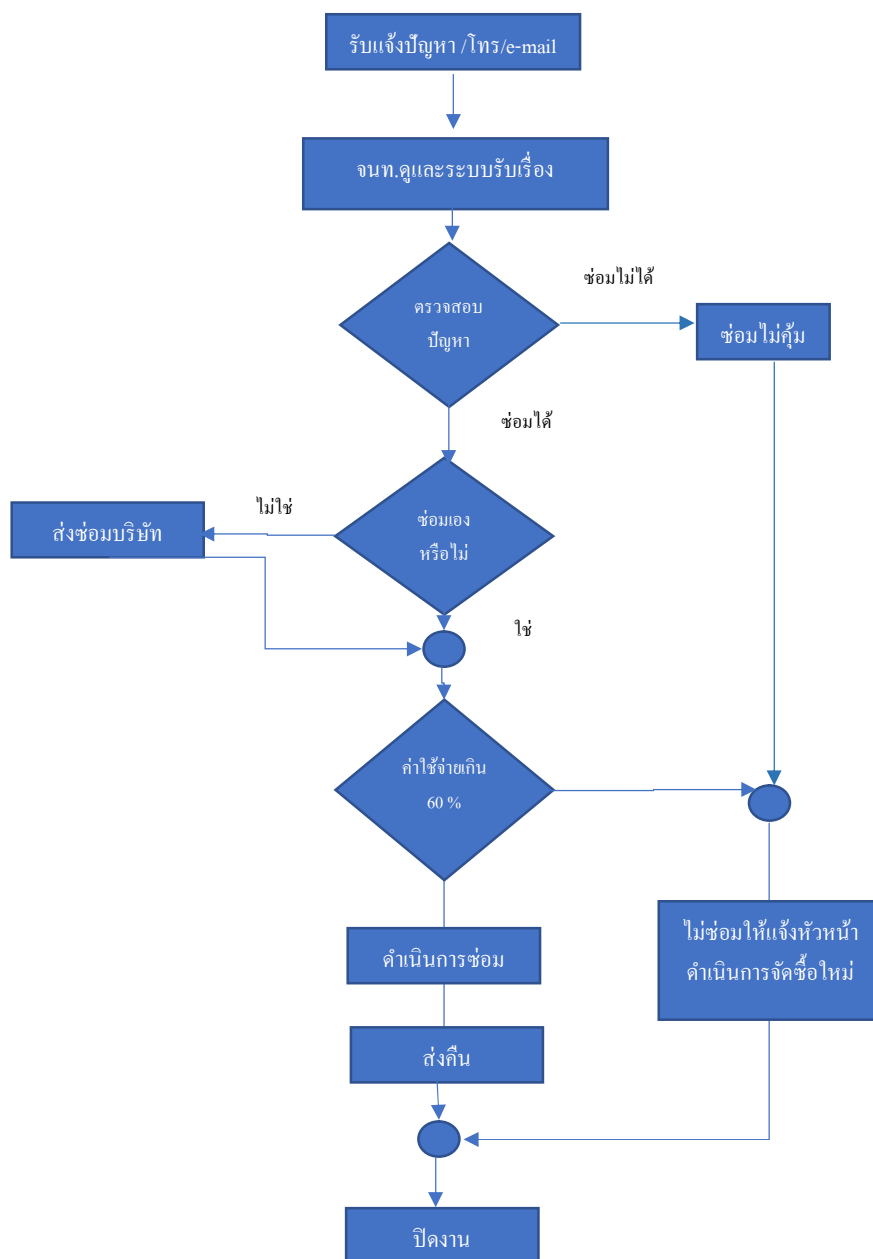 รับแจ้งปัญหา /โทร/e-mail
จนท.ดูและระบบรับเรื่อง
ซ่อมไม่ได้
ตรวจสอบ
ปัญหา
ซ่อมไม่คุ้ม
ซ่อมได้
ไม่ใช่
ส่งซ่อมบริษัท
ซ่อมเอง
หรือไม่
ใช่
ค่าใช้จ่ายเกิน
60 %
ไม่ซ่อมให้แจ้งหัวหน้า
ดำเนินการจัดซื้อใหม่
ดำเนินการซ่อม
ส่งคืน
ปิดงาน